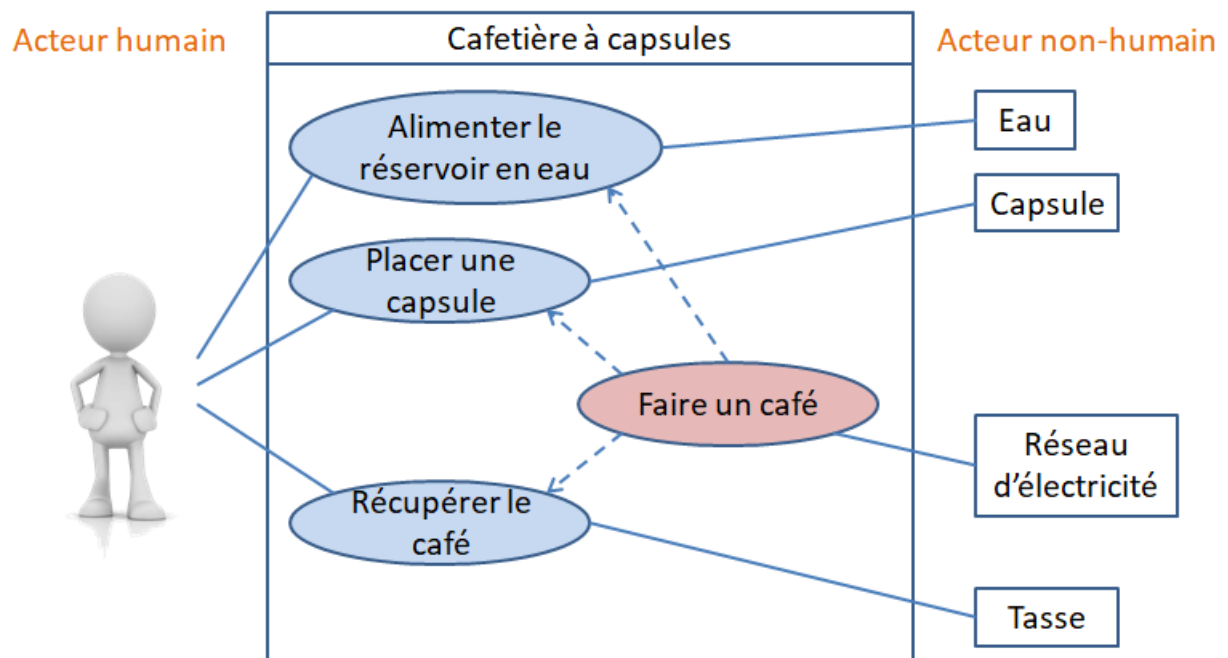 Acteur humain
Cafetière à capsules
Acteur non-humain
Alimenter le
réservoir en eau
Eau
Capsule
Placer une
capsule
Faire un café
Réseau
d'électricité
Récupérer le
café
Tasse